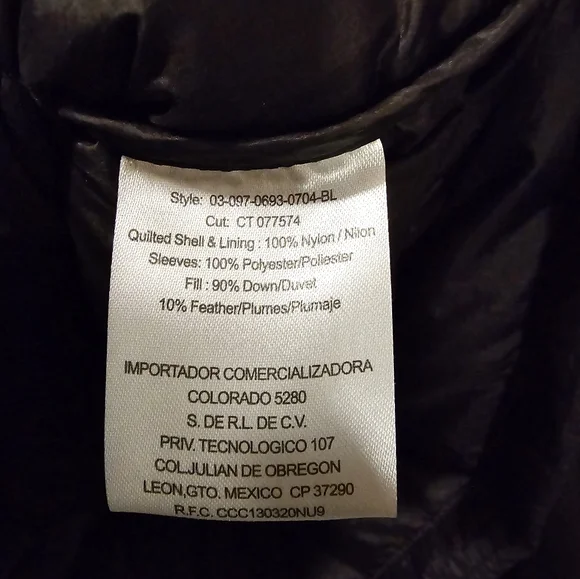 Style: 03-097-0693-0704-BL
Cut: CT 077574
Quilted Shell & Lining : 100% Nylon / Nilon
Sleeves: 100% Polyester/Poliester
Fill : 90% Down/Duvet
10% Feather/Plumes/Plumaje
IMPORTADOR COMERCIALIZADORA
COLORADO 5280
S. DE R.L. DE C.V.
PRIV. TECNOLOGICO 107
COL.JULIAN DE OBREGON
LEON,GTO. MEXICO CP 37290
R.F.C. CCC130320NU9